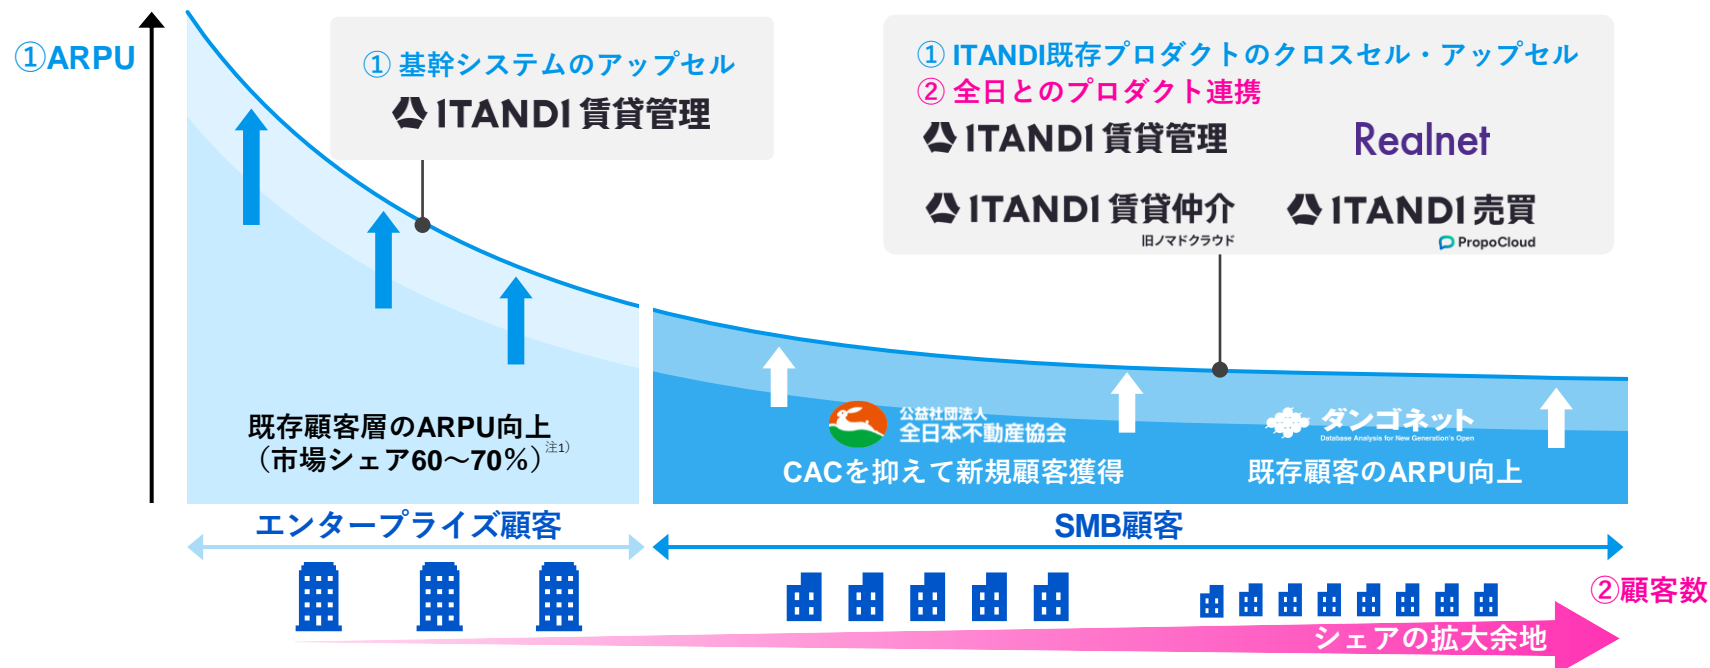 ①ARPU
① 基幹システムのアップセル
ITANDI 賃貸管理
① ITANDI既存プロダクトのクロスセル・アップセル
② 全日とのプロダクト連携
ITANDI 賃貸管理
Realnet
ITANDI 賃貸仲介
旧ノマドクラウド
ITANDI 売買
PropoCloud
既存顧客層のARPU向上
（市場シェア60～70％）注1）
公益社団法人
全日本不動産協会
CACを抑えて新規顧客獲得
ダンゴネット
Database Analysis for New Generation's Open
既存顧客のARPU向上
エンタープライズ顧客
SMB顧客
②顧客数
シェアの拡大余地